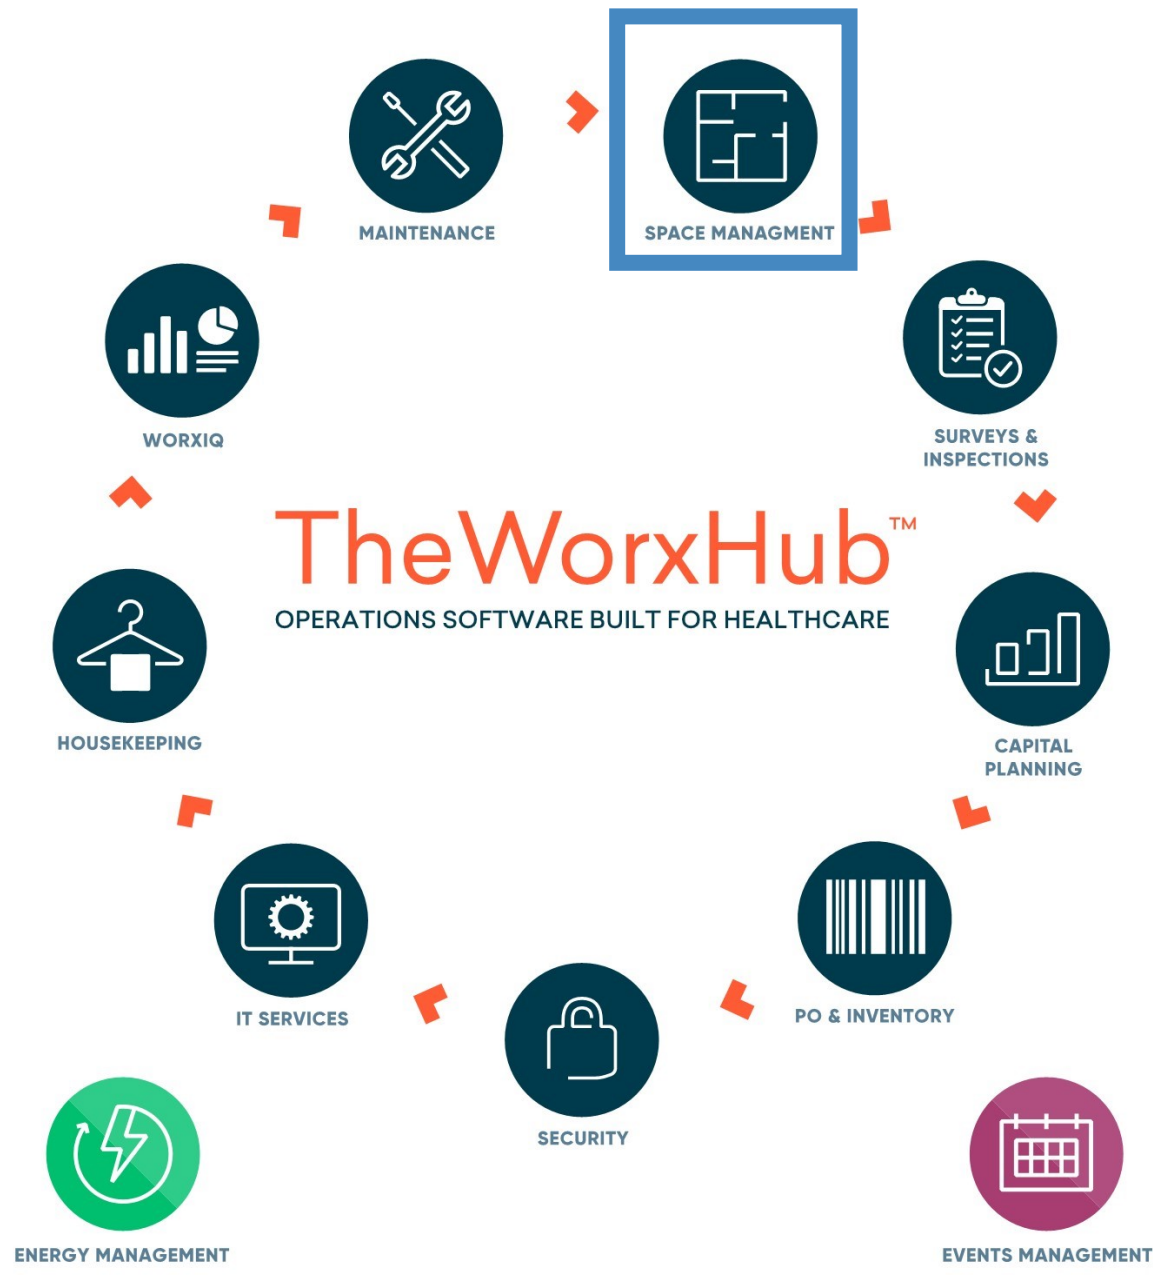 MAINTENANCE
SPACE MANAGMENT
WORXIQ
SURVEYS &
INSPECTIONS
TheWorxHub™
OPERATIONS SOFTWARE BUILT FOR HEALTHCARE
HOUSEKEEPING
CAPITAL
PLANNING
IT SERVICES
PO & INVENTORY
SECURITY
ENERGY MANAGEMENT
EVENTS MANAGEMENT